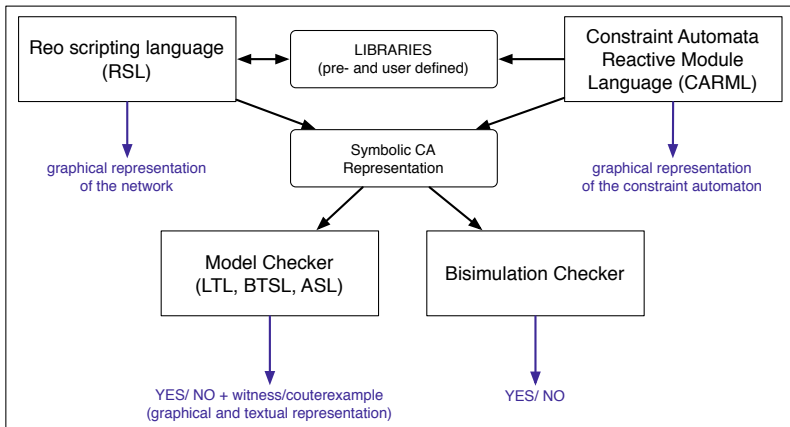 Reo scripting language
(RSL)
LIBRARIES
(pre- and user defined)
Constraint Automata
Reactive Module
Language (CARML)
graphical representation
of the network
Symbolic CA
Representation
graphical representation
of the constraint automaton
Model Checker
(LTL, BTSL, ASL)
Bisimulation Checker
YES/ NO + witness/couterexample
(graphical and textual representation)
YES/ NO